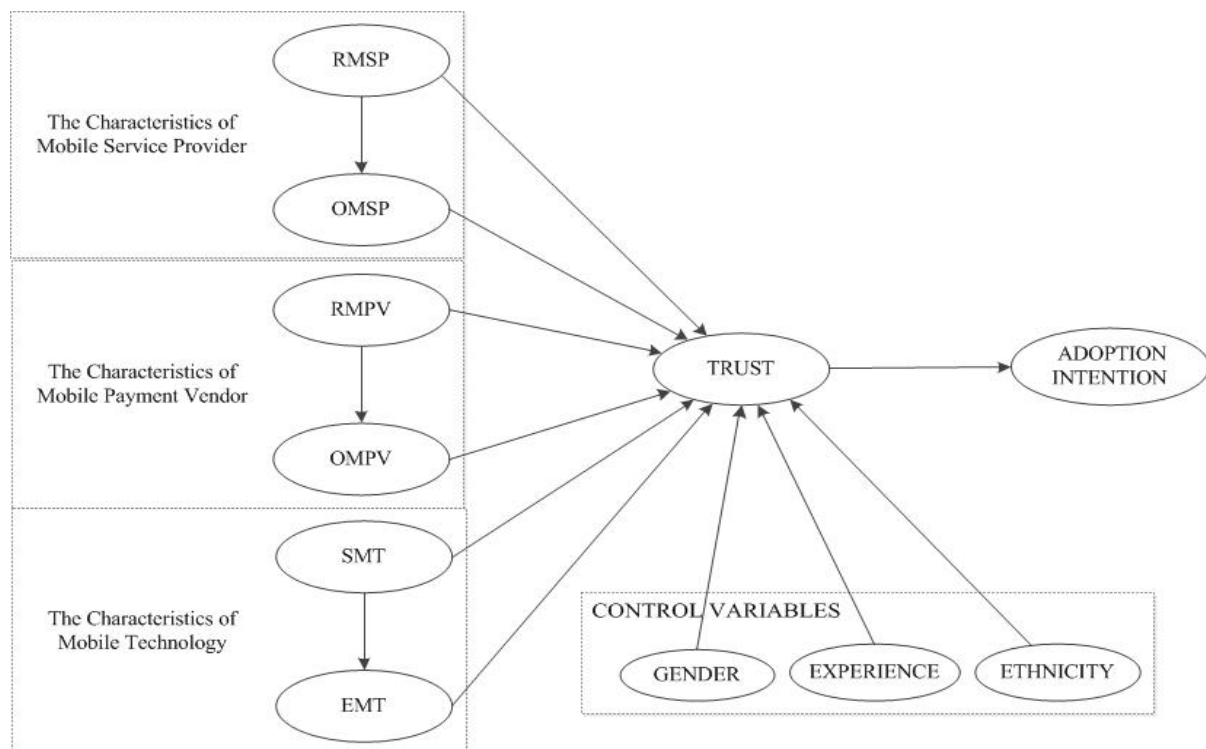 RMSP
The Characteristics of
Mobile Service Provider
OMSP
RMPV
The Characteristics of
Mobile Payment Vendor
OMPV
TRUST
ADOPTION
INTENTION
SMT
The Characteristics of
Mobile Technology
EMT
CONTROL VARIABLES
GENDER
EXPERIENCE
ETHNICITY